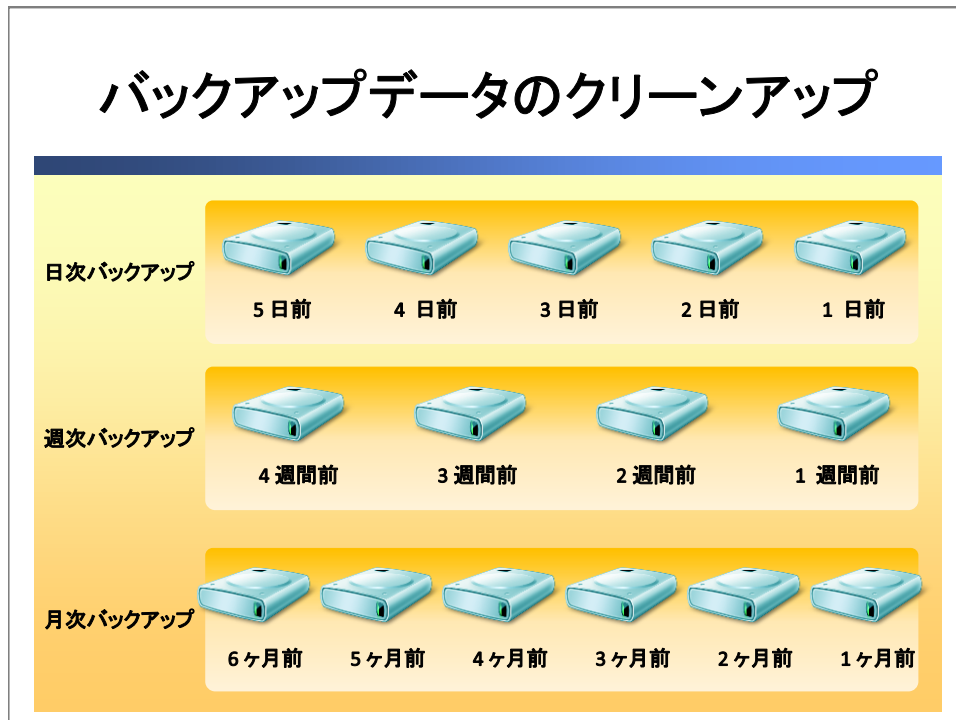 バックアップデータのクリーンアップ
日次バックアップ
5 日前 4 日前 3 日前 2 日前 1 日前
週次バックアップ
4 週間前 3 週間前 2 週間前 1 週間前
月次バックアップ
6 ヶ月前 5 ヶ月前 4 ヶ月前 3 ヶ月前 2 ヶ月前 1 ヶ月前